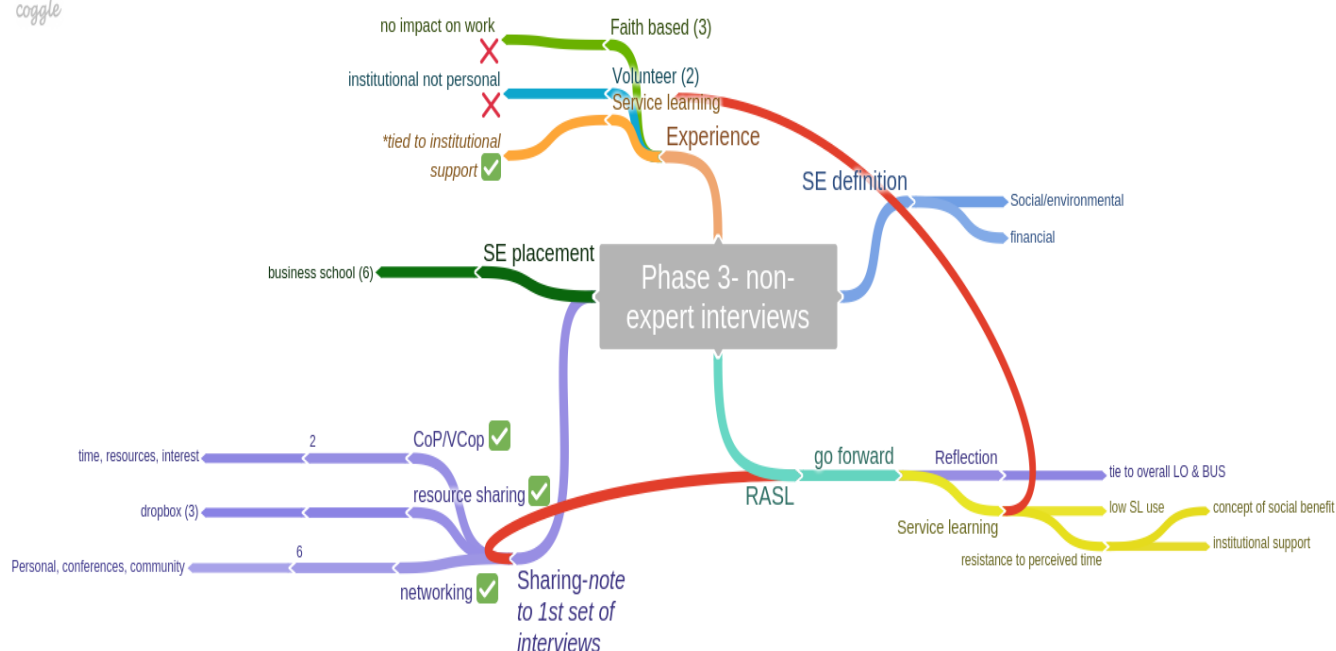 coggle
no impact on work
Faith based (3)
institutional not personal
Volunteer (2)
Service learning
*tied to institutional
support
Experience
SE definition
Social/environmental
financial
SE placement
business school (6)
Phase 3- non-
expert interviews
CoP/VCop
2
time, resources, interest
resource sharing
dropbox (3)
6
Personal, conferences, community
networking
Sharing-note
to 1st set of
interviews
RASL
go forward
Reflection
tie to overall LO & BUS
Service learning
low SL use
resistance to perceived time
concept of social benefit
institutional support